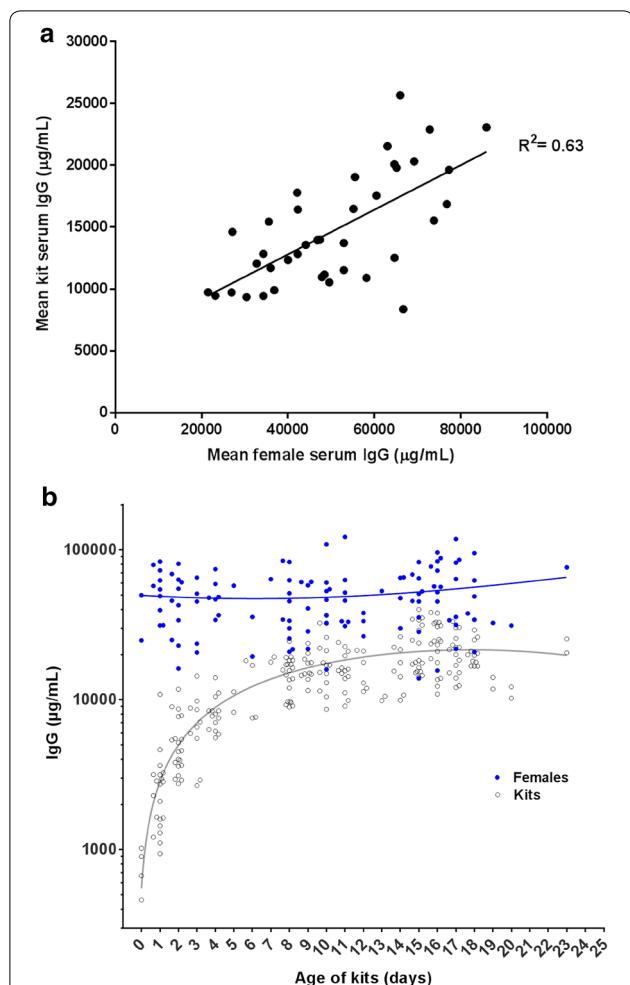 a
30000
25000
20000
15000
10000
5000
0
Mean kit serum IgG (μg/mL)
R²= 0.63
0 20000 40000 60000 80000 100000
Mean female serum IgG (μg/mL)
b
100000
10000
1000
IgG (μg/mL)
Females
Kits
0 1 2 3 4 5 6 7 8 9 10 11 12 13 14 15 16 17 18 19 20 21 22 23 24 25
Age of kits (days)